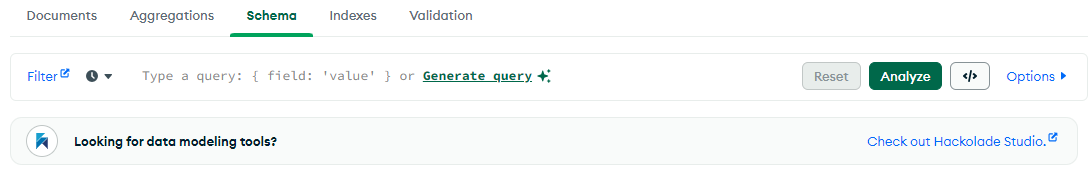 Documents Aggregations Schema Indexes Validation
Filter Type a query: { field: 'value' } or Generate query Reset Analyze </> Options
Looking for data modeling tools? Check out Hackolade Studio.